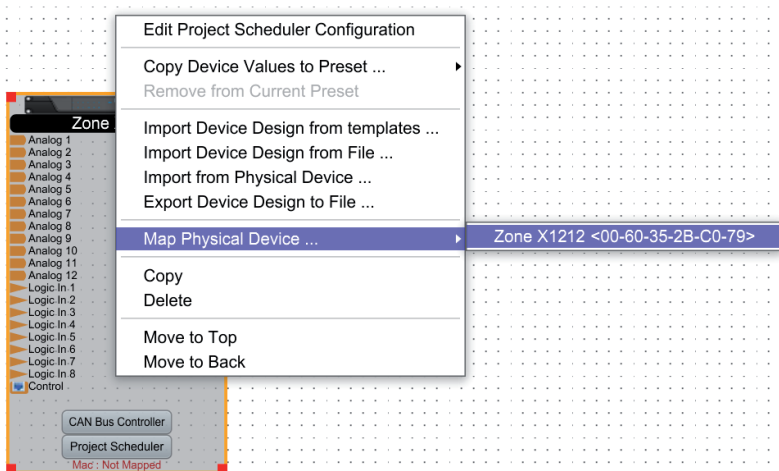 Edit Project Scheduler Configuration
Copy Device Values to Preset ...
Remove from Current Preset
Import Device Design from templates ...
Import Device Design from File ...
Import from Physical Device ...
Export Device Design to File ...
Map Physical Device ...
Zone X1212 <00-60-35-2B-C0-79>
Copy
Delete
Move to Top
Move to Back
Zone
Analog 1
Analog 2
Analog 3
Analog 4
Analog 5
Analog 6
Analog 7
Analog 8
Analog 9
Analog 10
Analog 11
Analog 12
Logic In 1
Logic In 2
Logic In 3
Logic In 4
Logic In 5
Logic In 6
Logic In 7
Logic In 8
Control
CAN Bus Controller
Project Scheduler
Mac : Not Mapped